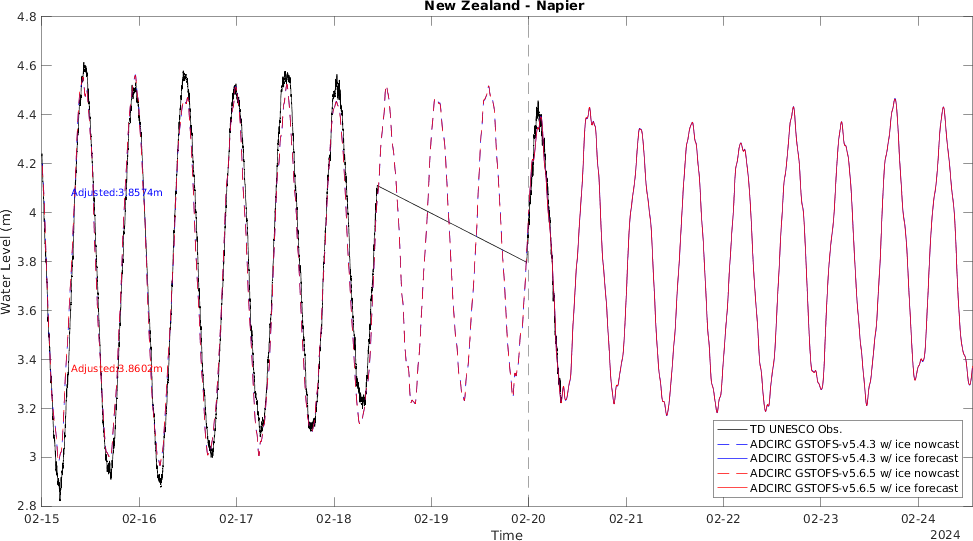 New Zealand - Napier
4.8
4.6
4.4
4.2
4
3.8
3.6
3.4
3.2
3
2.8
Water Level (m)
Adjusted:3.8574m
Adjusted:3.8602m
TD UNESCO Obs.
ADCIRC GSTOFS-v5.4.3 w/ ice nowcast
ADCIRC GSTOFS-v5.4.3 w/ ice forecast
ADCIRC GSTOFS-v5.6.5 w/ ice nowcast
ADCIRC GSTOFS-v5.6.5 w/ ice forecast
02-15 02-16 02-17 02-18 02-19 02-20 02-21 02-22 02-23 02-24
Time
2024